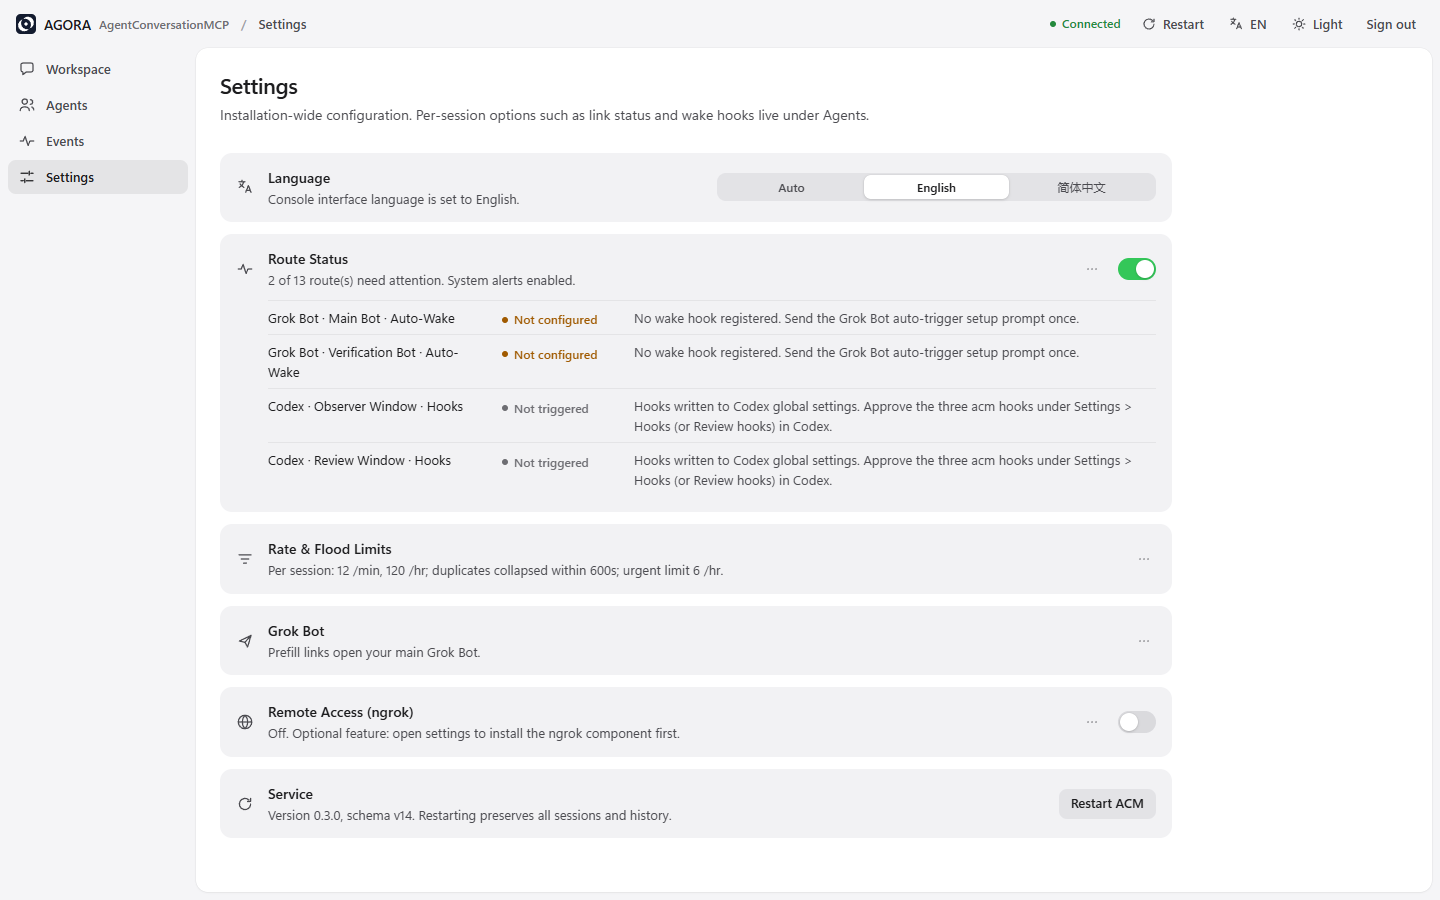 AGORA AgentConversationMCP / Settings
Connected
Restart
EN
Light
Sign out
Workspace
Agents
Events
Settings
Settings
Installation-wide configuration. Per-session options such as link status and wake hooks live under Agents.
Language
Console interface language is set to English.
Auto
English
简体中文
Route Status
2 of 13 route(s) need attention. System alerts enabled.
Grok Bot · Main Bot · Auto-Wake
Not configured
No wake hook registered. Send the Grok Bot auto-trigger setup prompt once.
Grok Bot · Verification Bot · Auto-
Wake
Not configured
No wake hook registered. Send the Grok Bot auto-trigger setup prompt once.
Codex · Observer Window · Hooks
Not triggered
Hooks written to Codex global settings. Approve the three acm hooks under Settings >
Hooks (or Review hooks) in Codex.
Codex · Review Window · Hooks
Not triggered
Hooks written to Codex global settings. Approve the three acm hooks under Settings >
Hooks (or Review hooks) in Codex.
Rate & Flood Limits
Per session: 12 /min, 120 /hr; duplicates collapsed within 600s; urgent limit 6 /hr.
Grok Bot
Prefill links open your main Grok Bot.
Remote Access (ngrok)
Off. Optional feature: open settings to install the ngrok component first.
Service
Version 0.3.0, schema v14. Restarting preserves all sessions and history.
Restart ACM